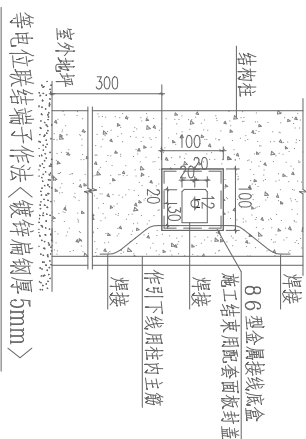 300
室外地坪
结构柱
100
20
20
100
12
20
30
焊接
86型金属接线底盒
施工结束用配套面板封盖
焊接
作引下线用柱内主筋
焊接
等电位联结端子作法〈镀锌扁钢厚5mm〉